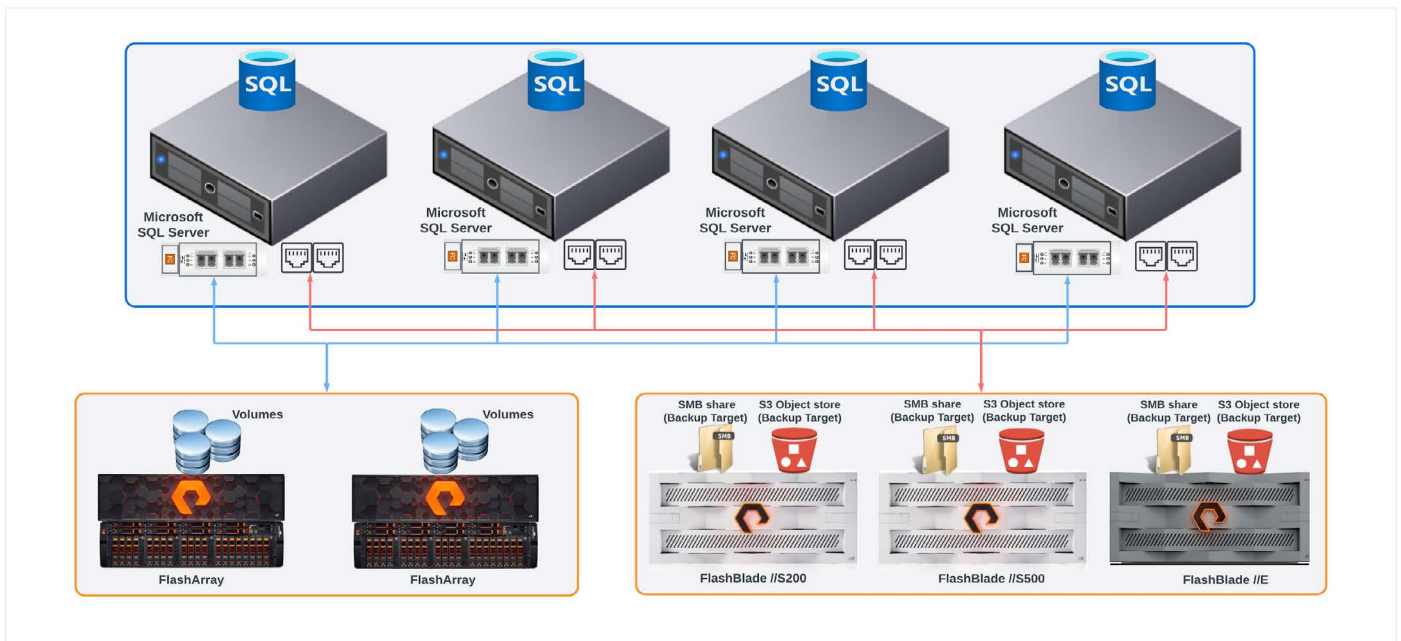 SQL
SQL
SQL
SQL
Microsoft
SQL Server
Microsoft
SQL Server
Microsoft
SQL Server
Microsoft
SQL Server
Volumes
Volumes
FlashArray
FlashArray
SMB share
(Backup Target)
S3 Object store
(Backup Target)
SMB share
(Backup Target)
S3 Object store
(Backup Target)
SMB share
(Backup Target)
S3 Object store
(Backup Target)
SMB
SMB
SMB
FlashBlade //S200
FlashBlade //S500
FlashBlade //E